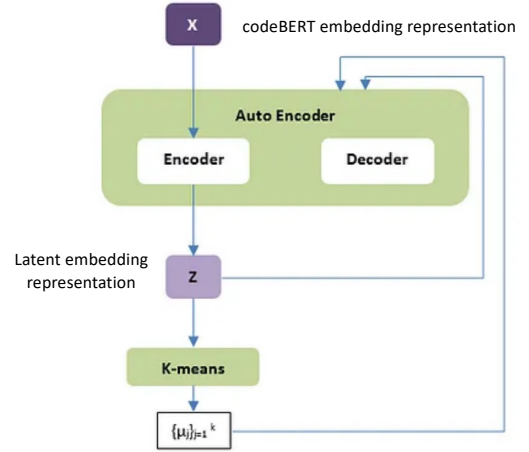 X
codeBERT embedding representation
Auto Encoder
Encoder
Decoder
Latent embedding
representation
Z
K-means
{μj}j=1 k